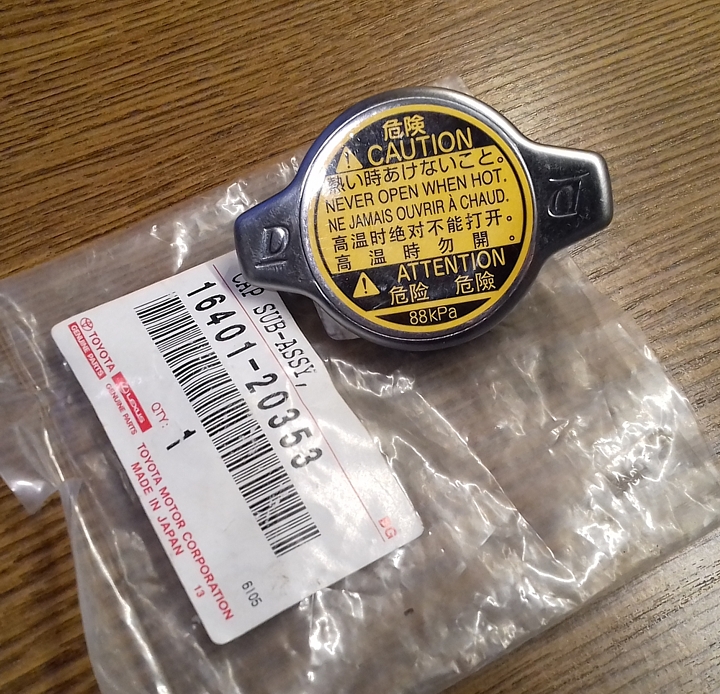 危険
CAUTION
熱い時あけないこと。
NEVER OPEN WHEN HOT.
NE JAMAIS OUVRIR À CHAUD.
高温时绝对不能打开。
高温時勿開。
ATTENTION
危险 危險
88kPa
D
D
CAP SUB-ASSY,
16401-20353
TOYOTA
GENUINE PARTS
LEXUS
GENUINE PARTS
QTY:
1
TOYOTA MOTOR CORPORATION
MADE IN JAPAN
13
6105
BG